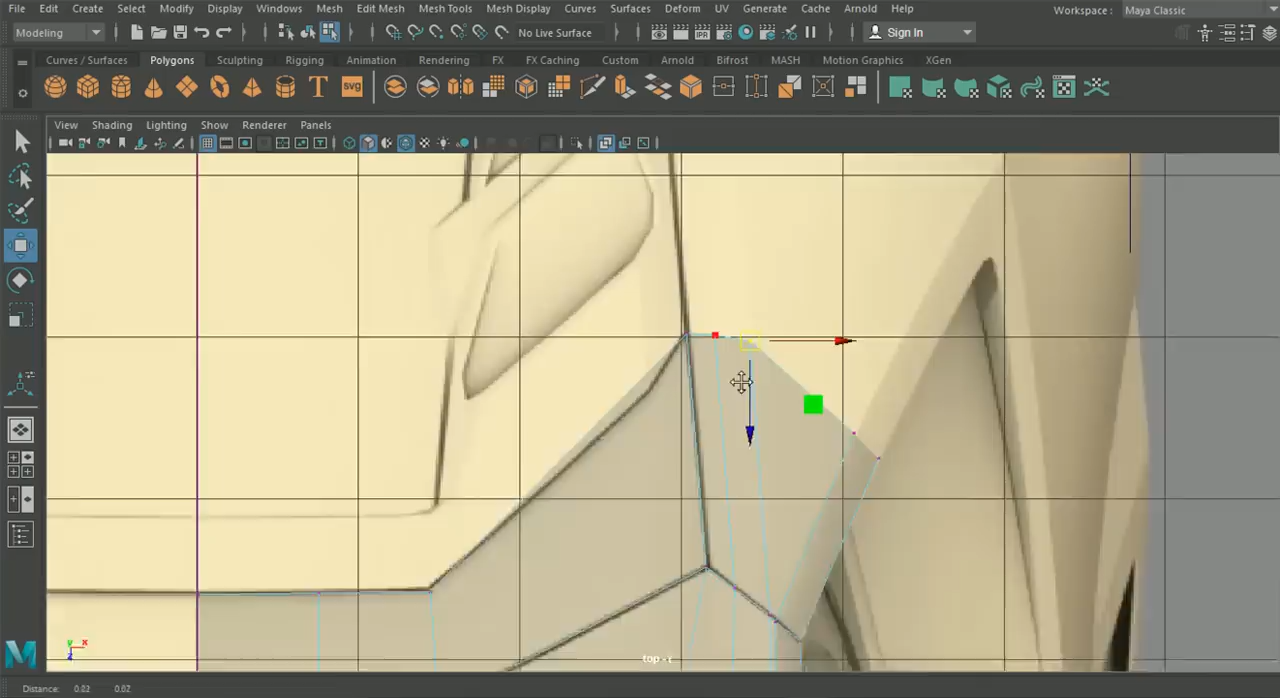 File Edit Create Select Modify Display Windows Mesh Edit Mesh Mesh Tools Mesh Display Curves Surfaces Deform UV Generate Cache Arnold Help Workspace : Maya Classic
Modeling No Live Surface IPR Sign In
Curves / Surfaces Polygons Sculpting Rigging Animation Rendering FX FX Caching Custom Arnold Bifrost MASH Motion Graphics XGen
T SVG
View Shading Lighting Show Renderer Panels
y x
z
top -Y
M
Distance: 0.02 0.02